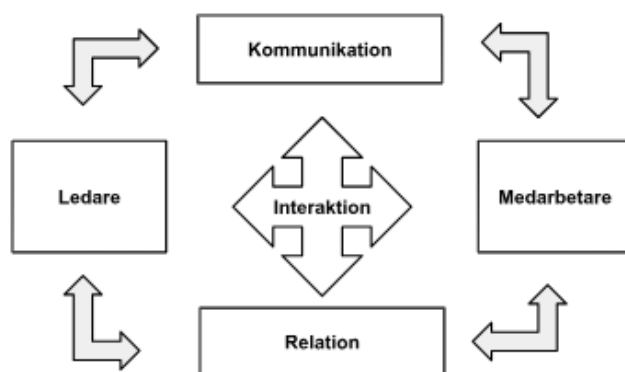 Kommunikation
Ledare
Interaktion
Medarbetare
Relation